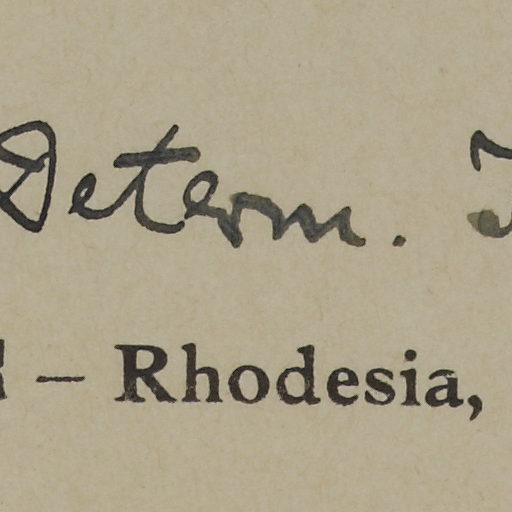 Determ.
– Rhodesia,